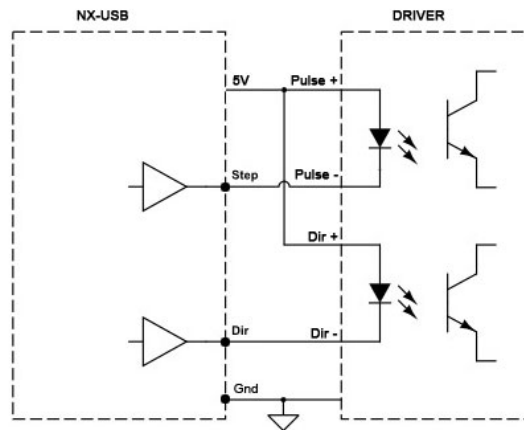 NX-USB DRIVER
5V Pulse +
Step Pulse -
Dir +
Dir Dir -
Gnd